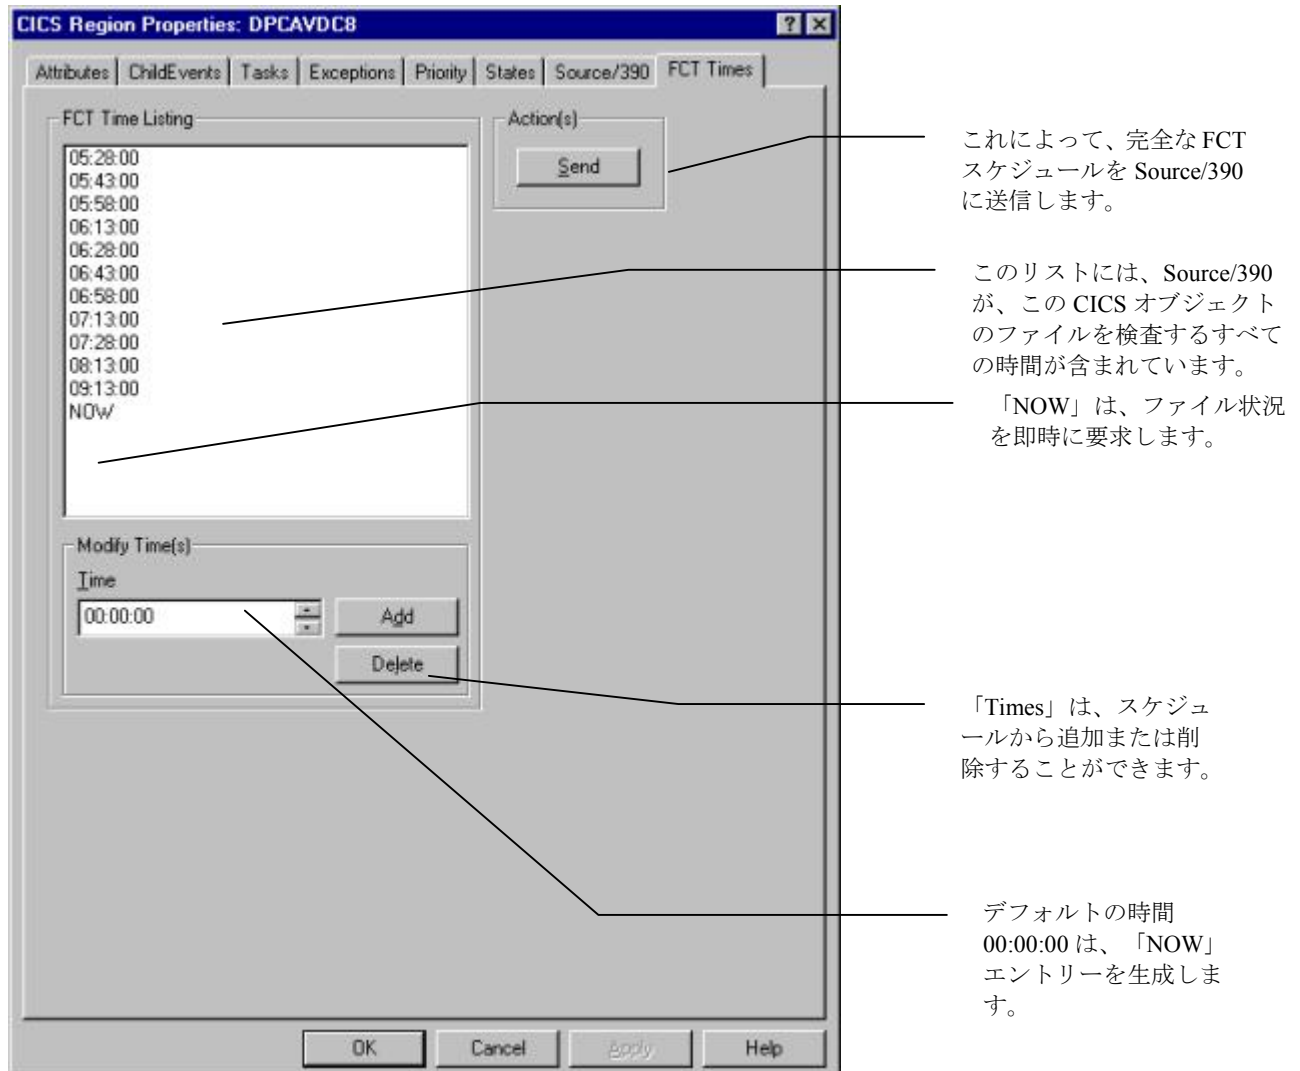 CICS Region Properties: DPCAVDC8
Attributes ChildEvents Tasks Exceptions Priority States Source/390 FCT Times
FCT Time Listing
05:28:00
05:43:00
05:58:00
06:13:00
06:28:00
06:43:00
06:58:00
07:13:00
07:28:00
08:13:00
09:13:00
NOW
Action(s)
Send
Modify Time(s)
Time
00:00:00
Add
Delete
OK Cancel Apply Help
これによって、完全な FCT
スケジュールを Source/390
に送信します。
このリストには、Source/390
が、この CICS オブジェクト
のファイルを検査するすべて
の時間が含まれています。
「NOW」は、ファイル状況
を即時に要求します。
「Times」は、スケジュ
ールから追加または削
除することができます。
デフォルトの時間
00:00:00 は、「NOW」
エントリーを生成しま
す。